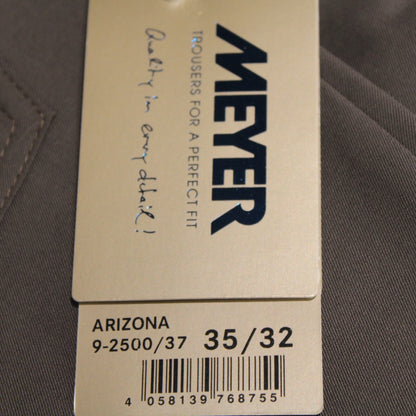 MEYER
TROUSERS FOR A PERFECT FIT
Quality in every detail!
ARIZONA
9-2500/37 35/32
4 058139 768755